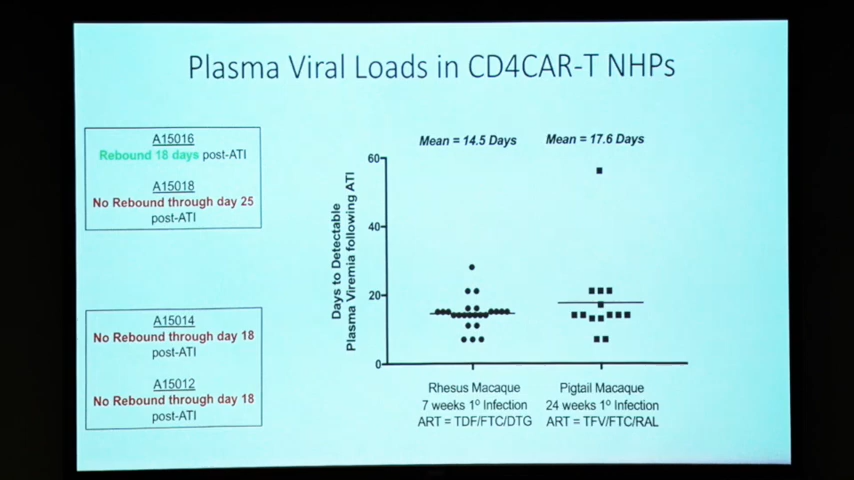 Plasma Viral Loads in CD4CAR-T NHPs
A15016
Rebound 18 days post-ATI
A15018
No Rebound through day 25
post-ATI
A15014
No Rebound through day 18
post-ATI
A15012
No Rebound through day 18
post-ATI
Mean = 14.5 Days
Mean = 17.6 Days
Days to Detectable
Plasma Viremia following ATI
60
40
20
0
Rhesus Macaque
7 weeks 1º Infection
ART = TDF/FTC/DTG
Pigtail Macaque
24 weeks 1º Infection
ART = TFV/FTC/RAL